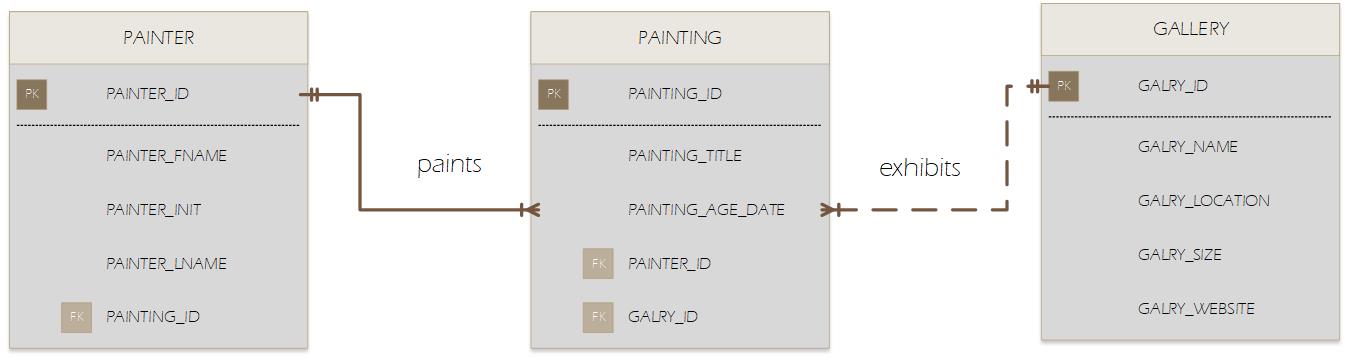 PAINTER
PK PAINTER_ID
PAINTER_FNAME
PAINTER_INIT
PAINTER_LNAME
FK PAINTING_ID
paints
PAINTING
PK PAINTING_ID
PAINTING_TITLE
PAINTING_AGE_DATE
FK PAINTER_ID
FK GALRY_ID
exhibits
GALLERY
PK GALRY_ID
GALRY_NAME
GALRY_LOCATION
GALRY_SIZE
GALRY_WEBSITE